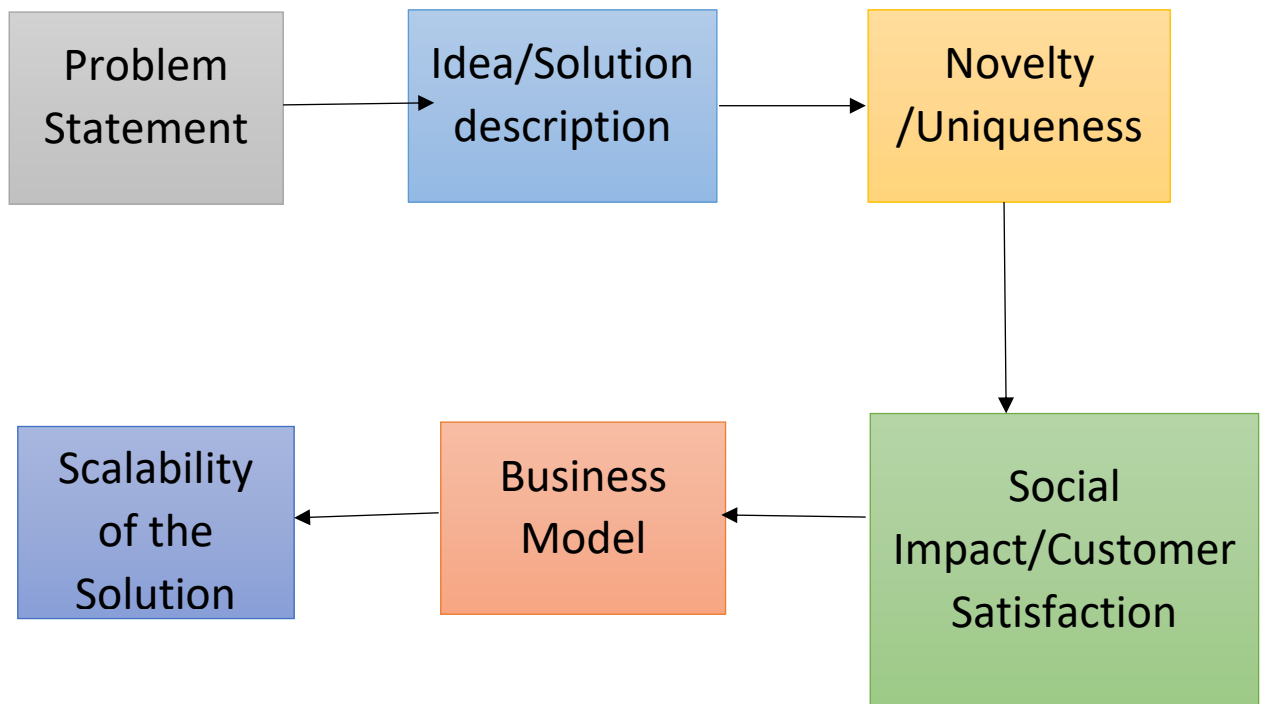 Problem
Statement
Idea/Solution
description
Novelty
/Uniqueness
Social
Impact/Customer
Satisfaction
Business
Model
Scalability
of the
Solution